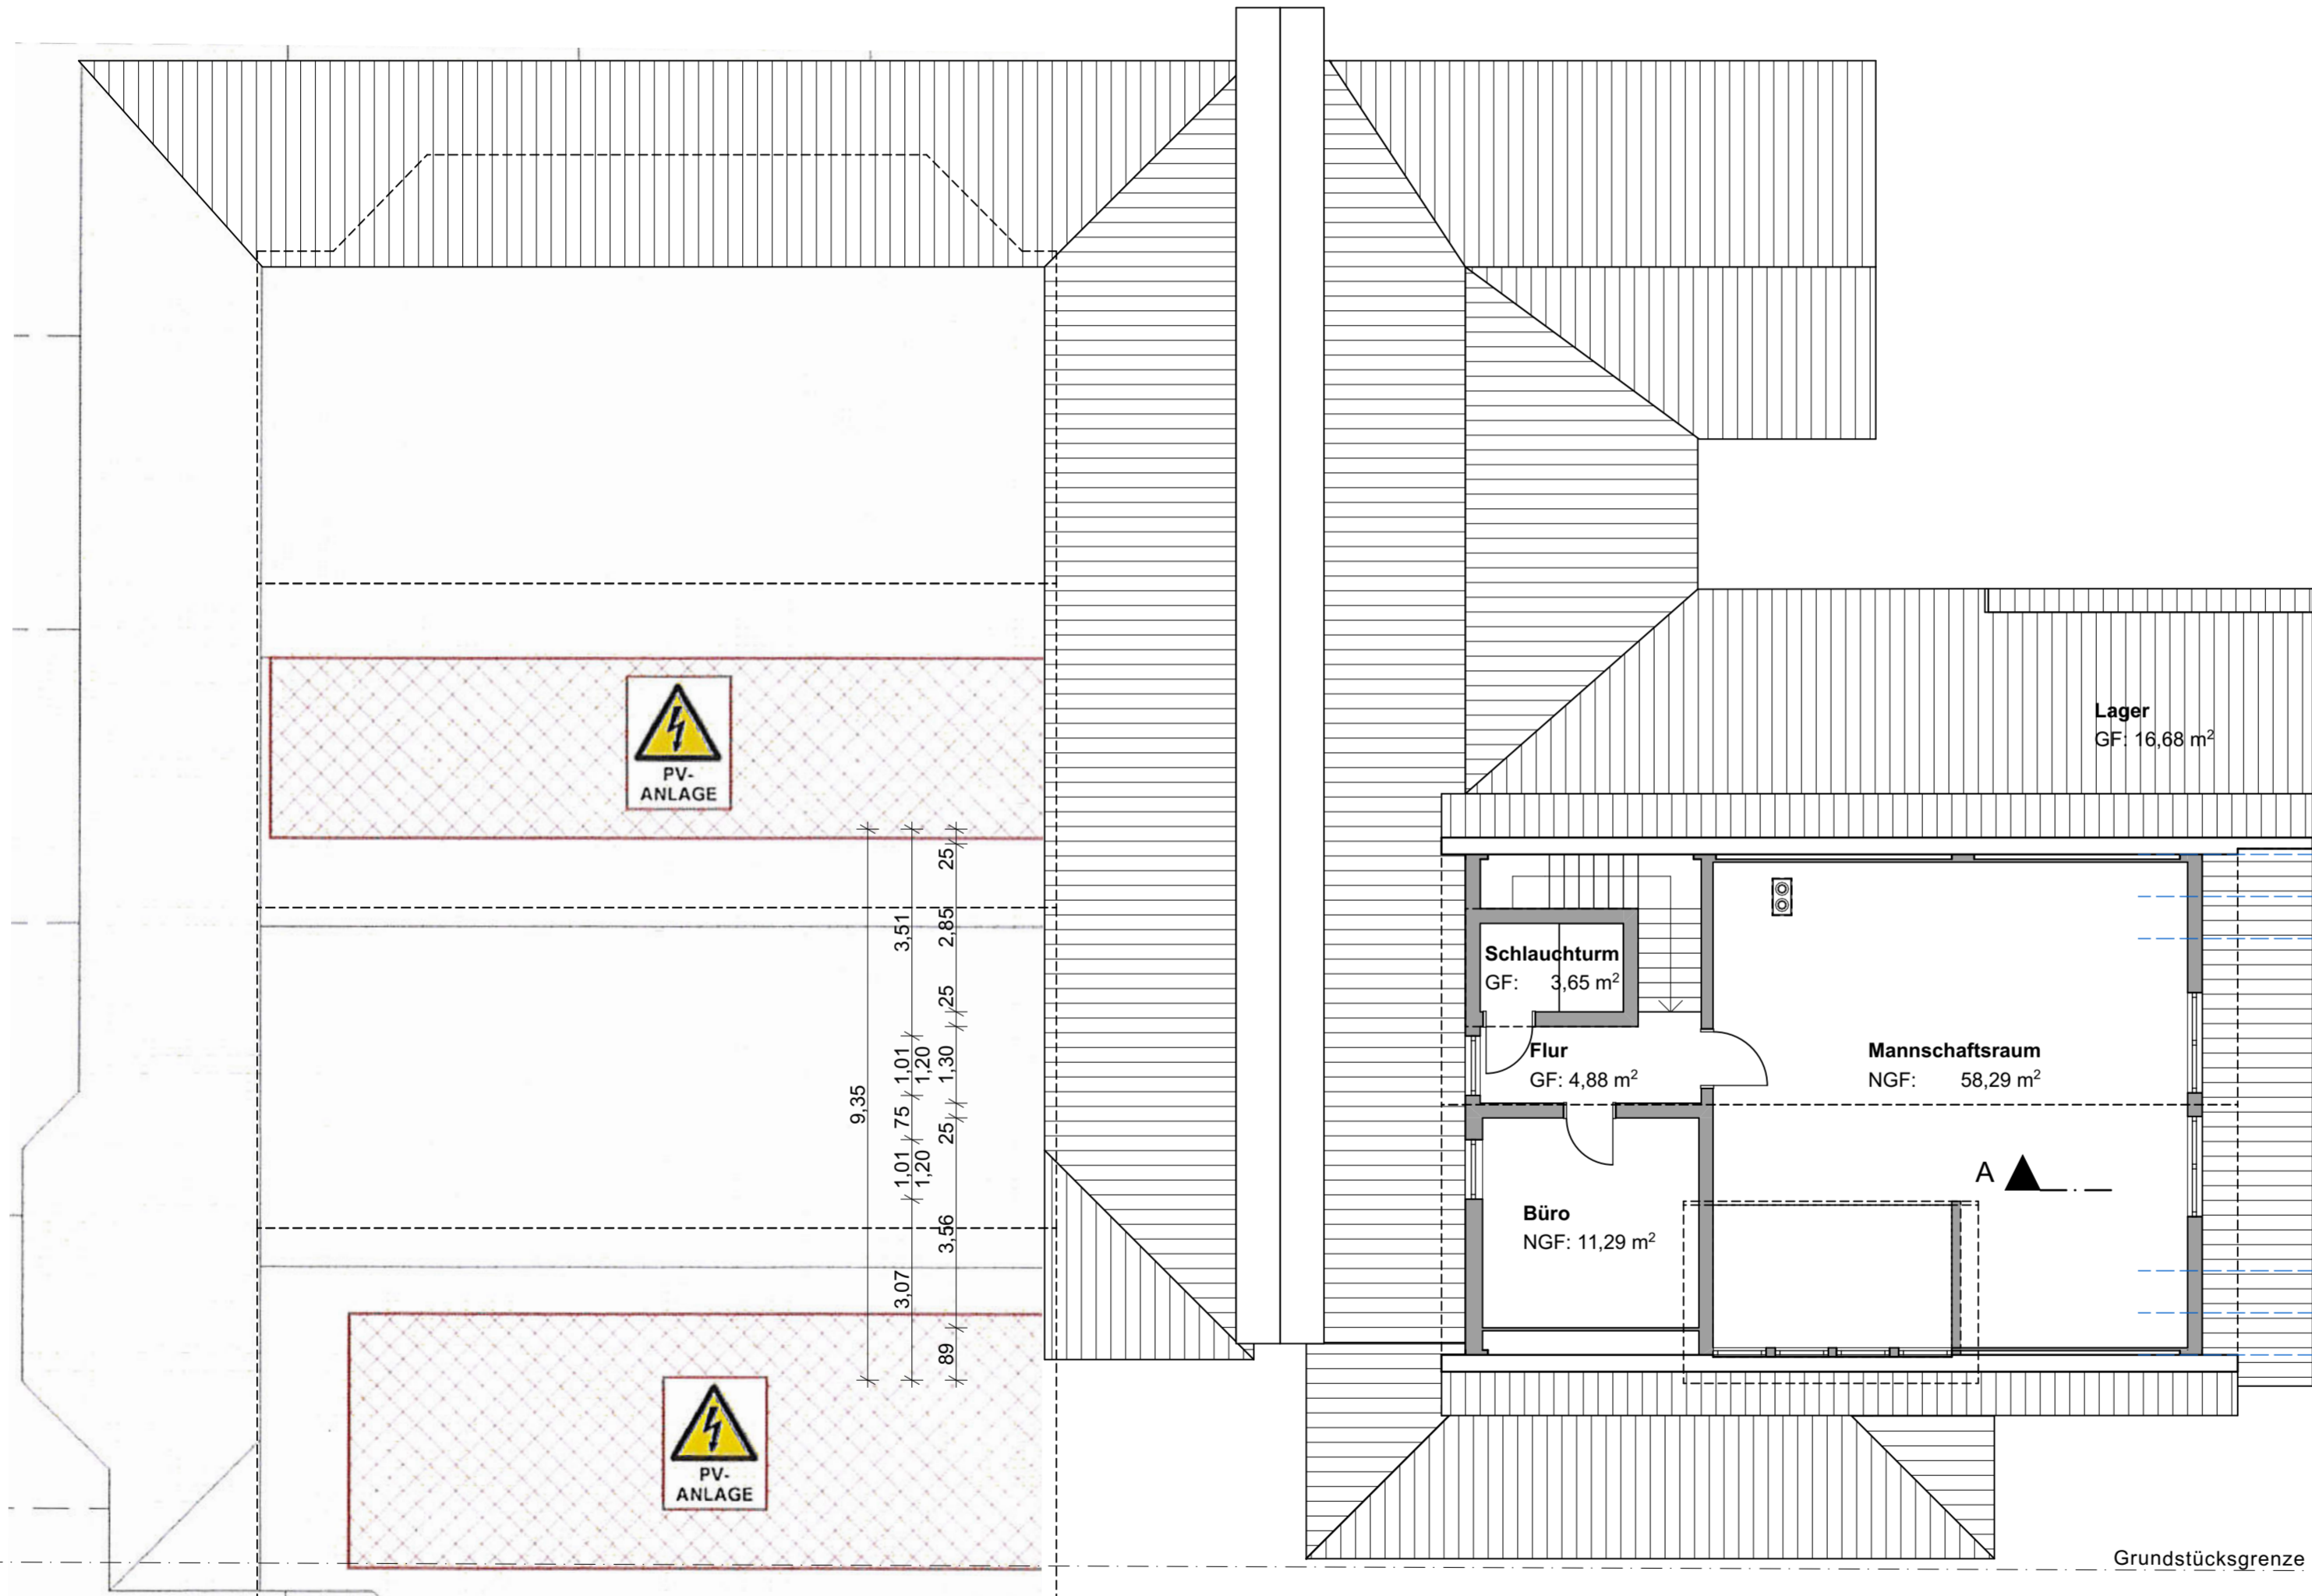 Lager
GF: 16,68 m²
PV-
ANLAGE
25
3,51
2,85
Schlauchturm
GF: 3,65 m²
25
1,01
1,20
1,30
Flur
GF: 4,88 m²
Mannschaftsraum
NGF: 58,29 m²
9,35
75
25
1,01
1,20
A
Büro
NGF: 11,29 m²
3,56
3,07
89
PV-
ANLAGE
Grundstücksgrenze